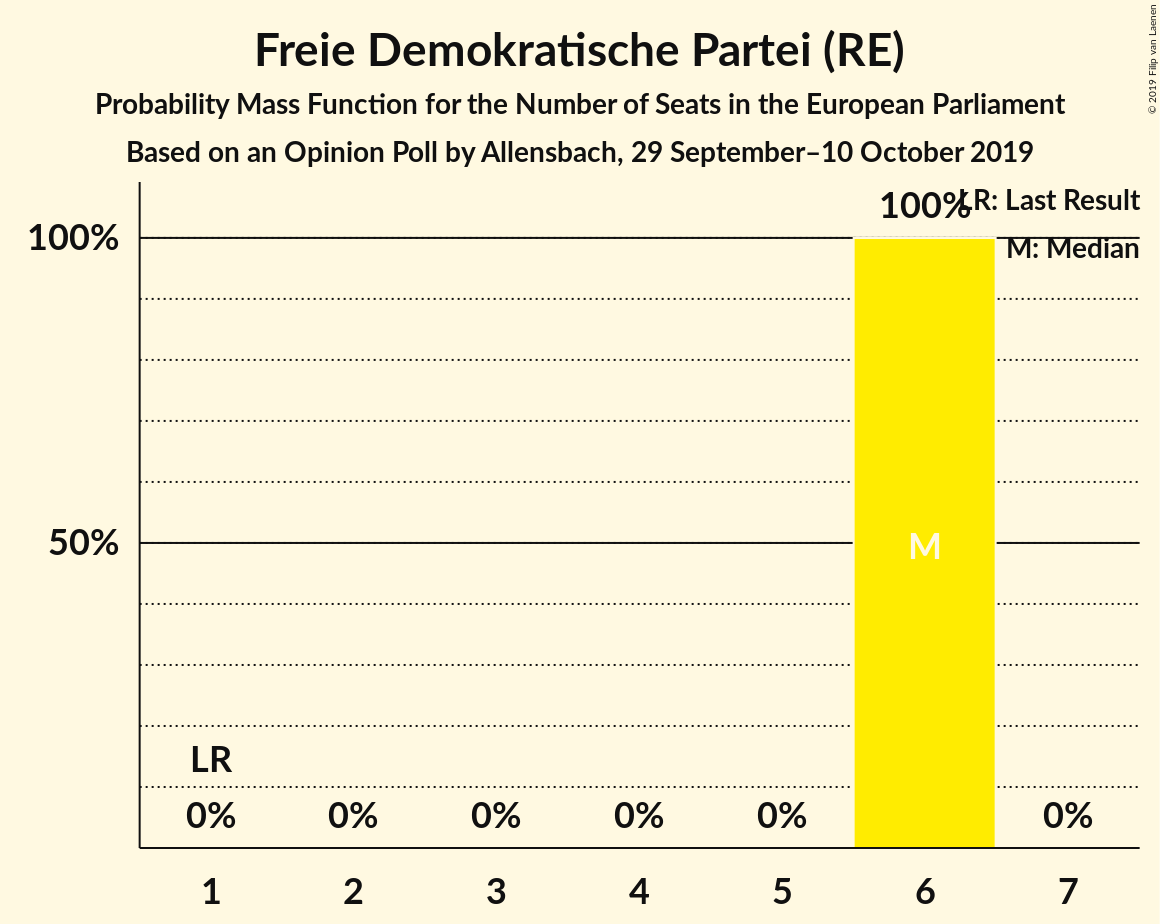 Freie Demokratische Partei (RE)
Probability Mass Function for the Number of Seats in the European Parliament
Based on an Opinion Poll by Allensbach, 29 September–10 October 2019
© 2019 Filip van Laenen
LR: Last Result
M: Median
100%
100%
50%
M
LR
0% 0% 0% 0% 0% 0%
1 2 3 4 5 6 7